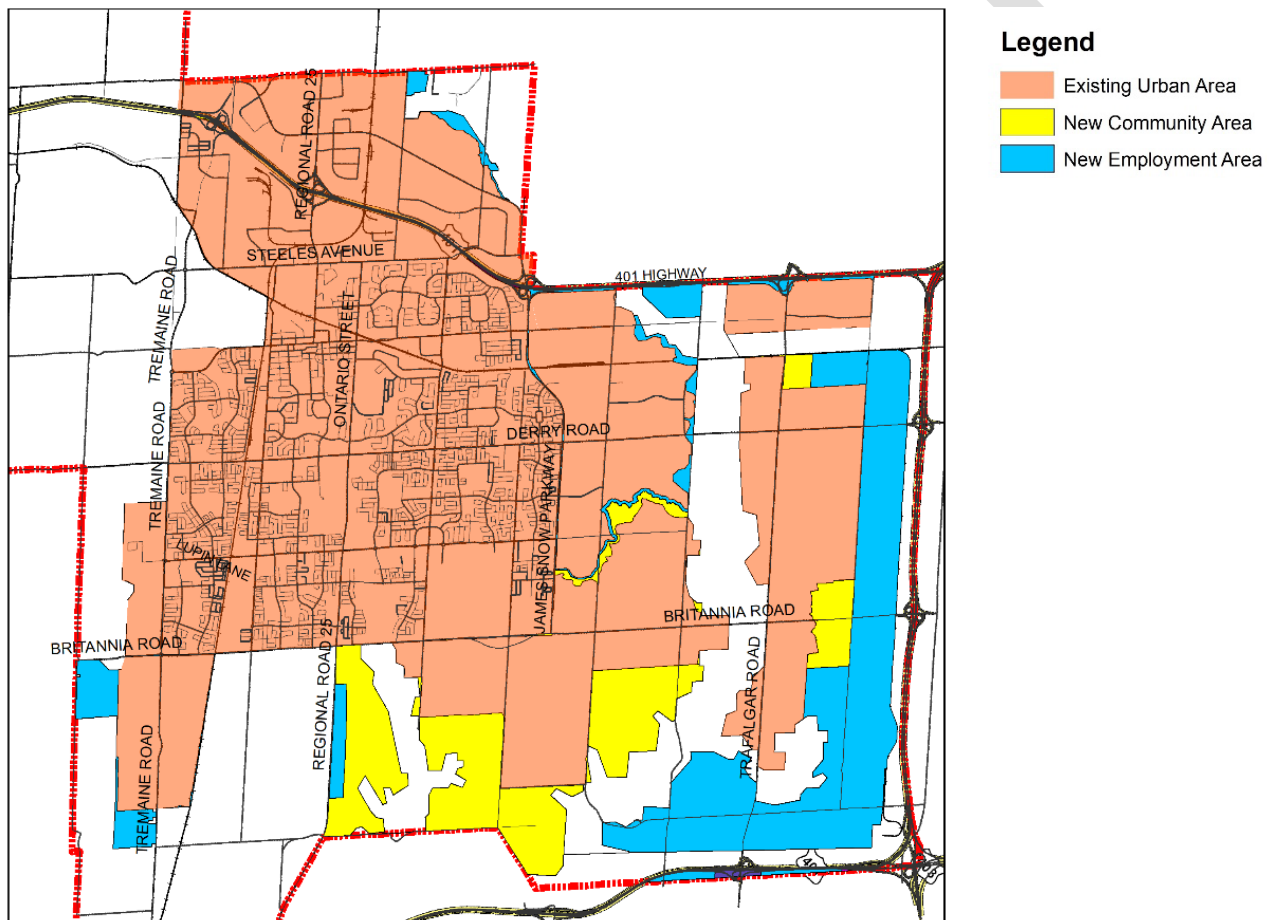 Legend
Existing Urban Area
New Community Area
New Employment Area
REGIONAL ROAD 25
401
STEELES AVENUE
401 HIGHWAY
TREMAINE ROAD
ONTARIO STREET
TREMAINE ROAD
DERRY ROAD
JAMES SNOW PARKWAY
LUPIN LANE
BRITANNIA ROAD
BRITANNIA ROAD
REGIONAL ROAD 25
TRAFALGAR ROAD
TREMAINE ROAD